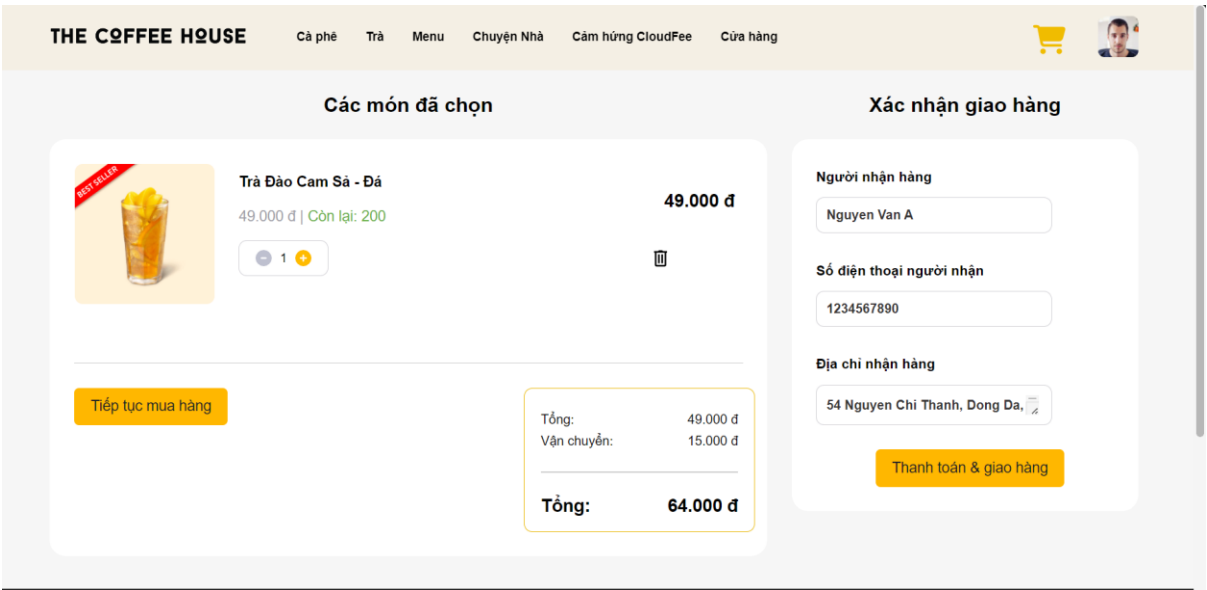 THE COFFEE HOUSE
Cà phê Trà Menu Chuyện Nhà Cảm hứng CloudFee Cửa hàng
Các món đã chọn
BEST SELLER
Trà Đào Cam Sả - Đá
49.000 đ | Còn lại: 200
1
49.000 đ
Tiếp tục mua hàng
Tổng: 49.000 đ
Vận chuyển: 15.000 đ
Tổng: 64.000 đ
Xác nhận giao hàng
Người nhận hàng
Nguyen Van A
Số điện thoại người nhận
1234567890
Địa chỉ nhận hàng
54 Nguyen Chi Thanh, Dong Da,
Thanh toán & giao hàng